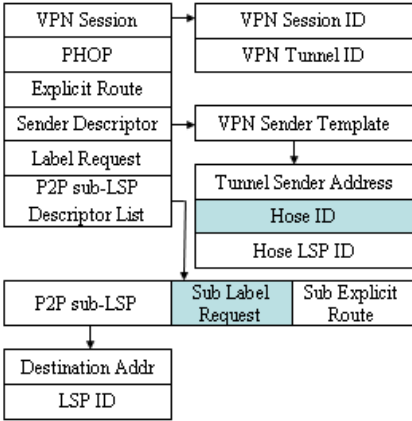 VPN Session
PHOP
Explicit Route
Sender Descriptor
Label Request
P2P sub-LSP
Descriptor List
VPN Session ID
VPN Tunnel ID
VPN Sender Template
Tunnel Sender Address
Hose ID
Hose LSP ID
P2P sub-LSP
Sub Label
Request
Sub Explicit
Route
Destination Addr
LSP ID